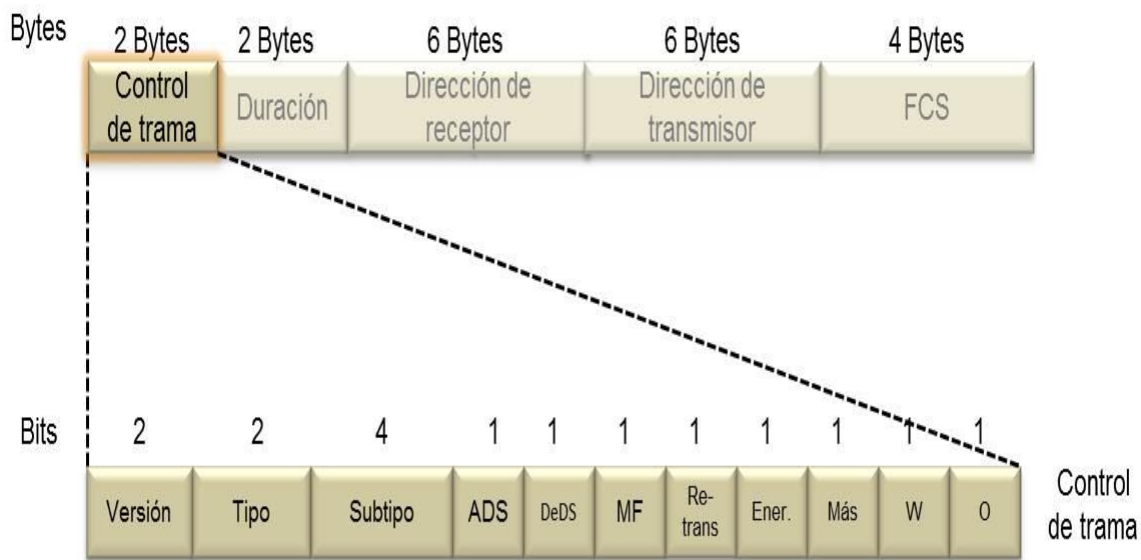 Bytes
2 Bytes 2 Bytes 6 Bytes 6 Bytes 4 Bytes
Control de trama
Duración
Dirección de receptor
Dirección de transmisor
FCS
Bits 2 2 4 1 1 1 1 1 1 1 1
Versión Tipo Subtipo ADS DeDS MF Re-trans Ener. Más W O
Control de trama